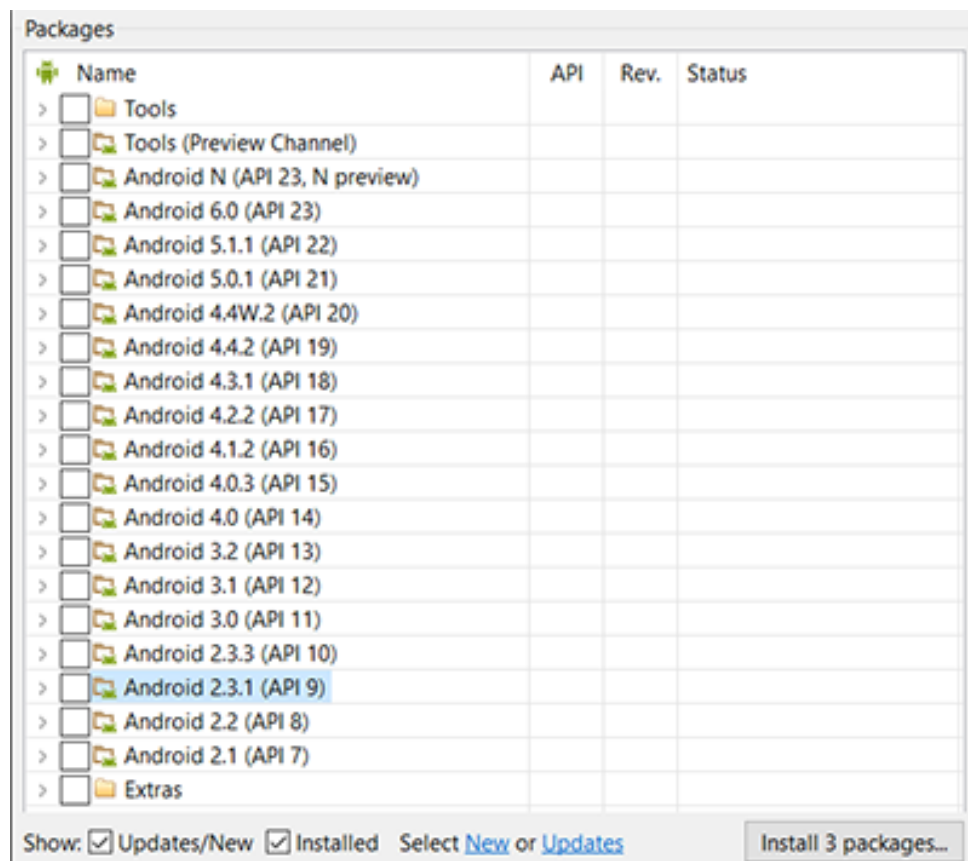 Packages
Name API Rev. Status
Tools
Tools (Preview Channel)
Android N (API 23, N preview)
Android 6.0 (API 23)
Android 5.1.1 (API 22)
Android 5.0.1 (API 21)
Android 4.4W.2 (API 20)
Android 4.4.2 (API 19)
Android 4.3.1 (API 18)
Android 4.2.2 (API 17)
Android 4.1.2 (API 16)
Android 4.0.3 (API 15)
Android 4.0 (API 14)
Android 3.2 (API 13)
Android 3.1 (API 12)
Android 3.0 (API 11)
Android 2.3.3 (API 10)
Android 2.3.1 (API 9)
Android 2.2 (API 8)
Android 2.1 (API 7)
Extras
Show: Updates/New Installed Select New or Updates Install 3 packages...